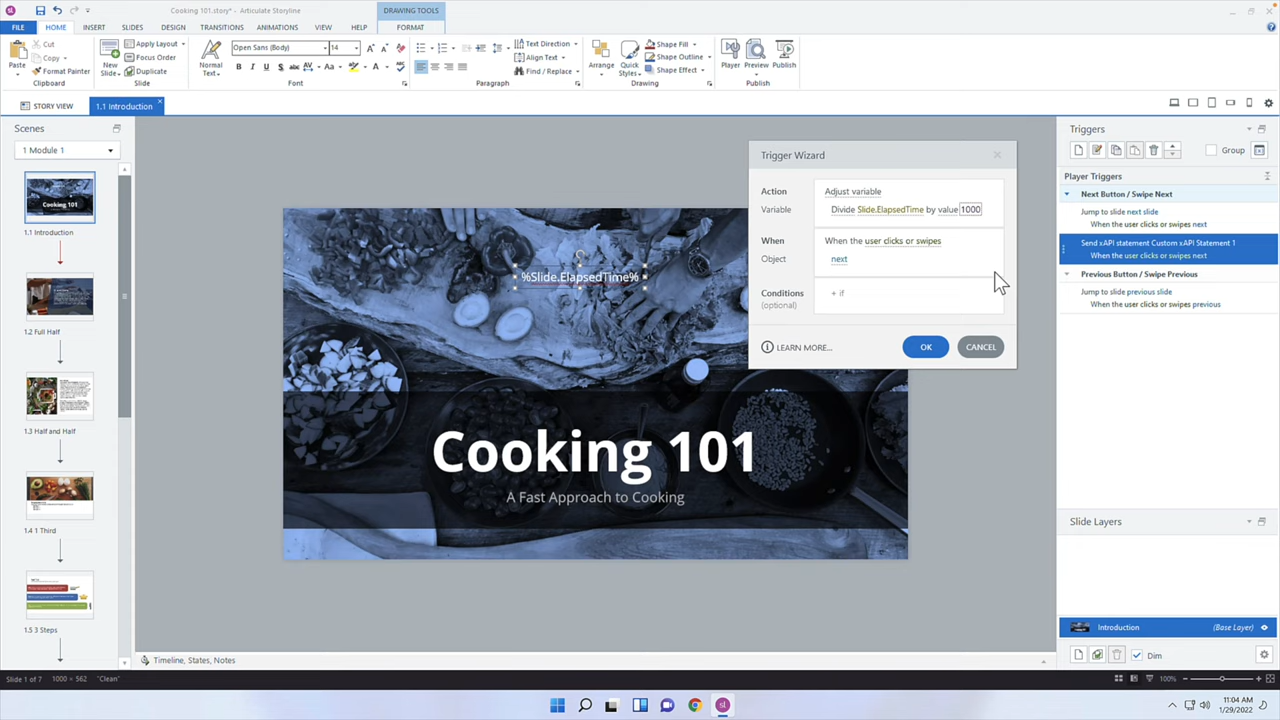 Cooking 101.story* - Articulate Storyline
DRAWING TOOLS
FILE HOME INSERT SLIDES DESIGN TRANSITIONS ANIMATIONS VIEW HELP FORMAT
Paste
Cut
Copy
Format Painter
Clipboard
New Slide
Apply Layout
Focus Order
Duplicate
Slide
Normal Text
Open Sans (Body) 14
Font
Paragraph
Text Direction
Align Text
Find / Replace
Arrange
Quick Styles
Shape Fill
Shape Outline
Shape Effect
Drawing
Player
Preview
Publish
Publish
STORY VIEW
1.1 Introduction
Scenes
1 Module 1
Cooking 101
1.1 Introduction
1.2 Full Half
1.3 Half and Half
1.4 1 Third
1.5 3 Steps
%Slide.ElapsedTime%
Cooking 101
A Fast Approach to Cooking
Trigger Wizard
Action Adjust variable
Variable Divide Slide.ElapsedTime by value 1000
When When the user clicks or swipes
Object next
Conditions + if
(optional)
LEARN MORE...
OK
CANCEL
Triggers
Group
Player Triggers
Next Button / Swipe Next
Jump to slide next slide
When the user clicks or swipes next
Send xAPI statement Custom xAPI Statement 1
When the user clicks or swipes next
Previous Button / Swipe Previous
Jump to slide previous slide
When the user clicks or swipes previous
Slide Layers
Introduction (Base Layer)
Dim
Timeline, States, Notes
Slide 1 of 7 1000 × 562 "Clean"
100%
11:04 AM
1/29/2022